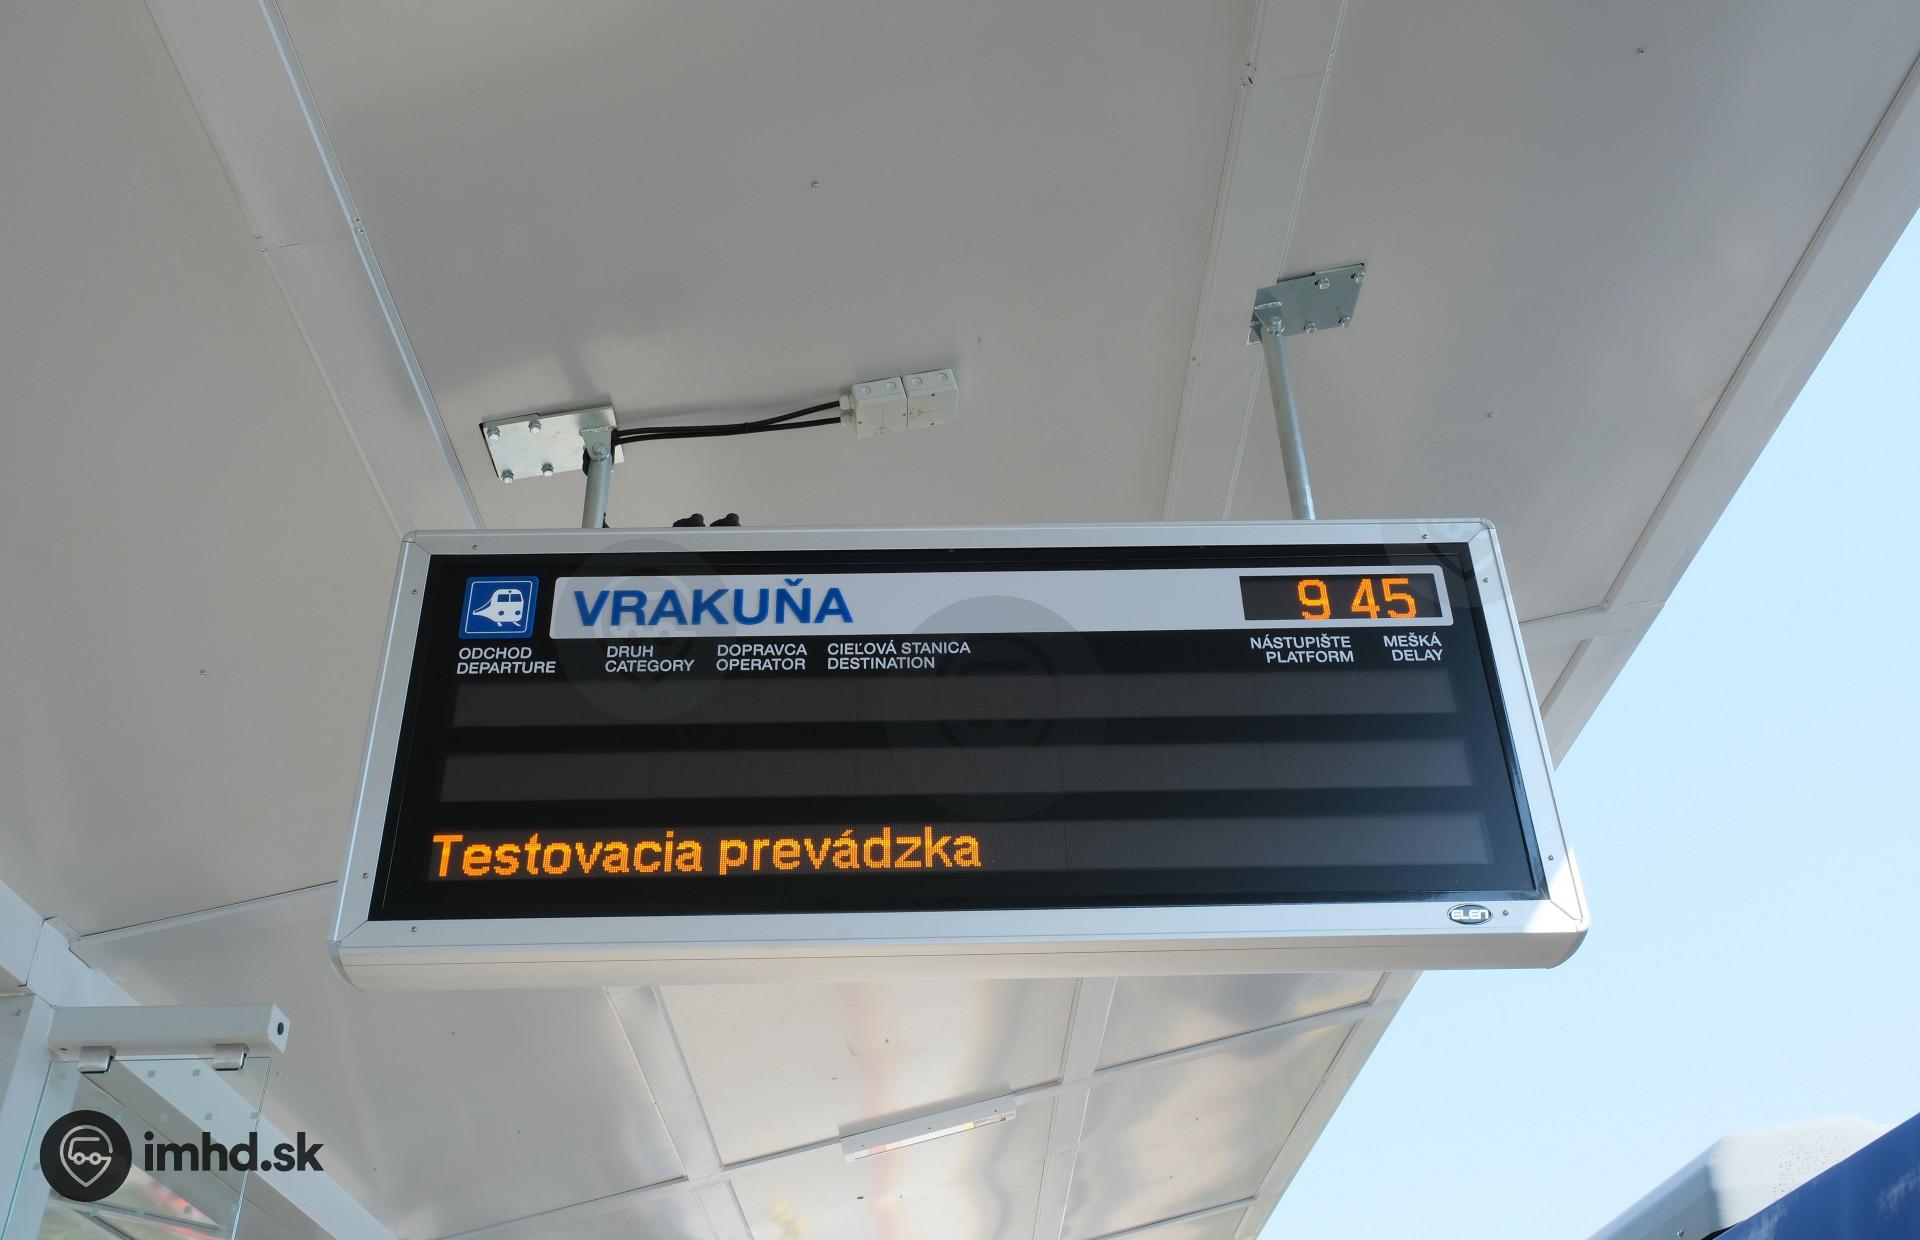 VRAKUŇA
9 45
ODCHOD DRUH DOPRAVCA CIEĽOVÁ STANICA NÁSTUPIŠTE MEŠKÁ
DEPARTURE CATEGORY OPERATOR DESTINATION PLATFORM DELAY
Testovacia prevádzka
ELEN
imhd.sk